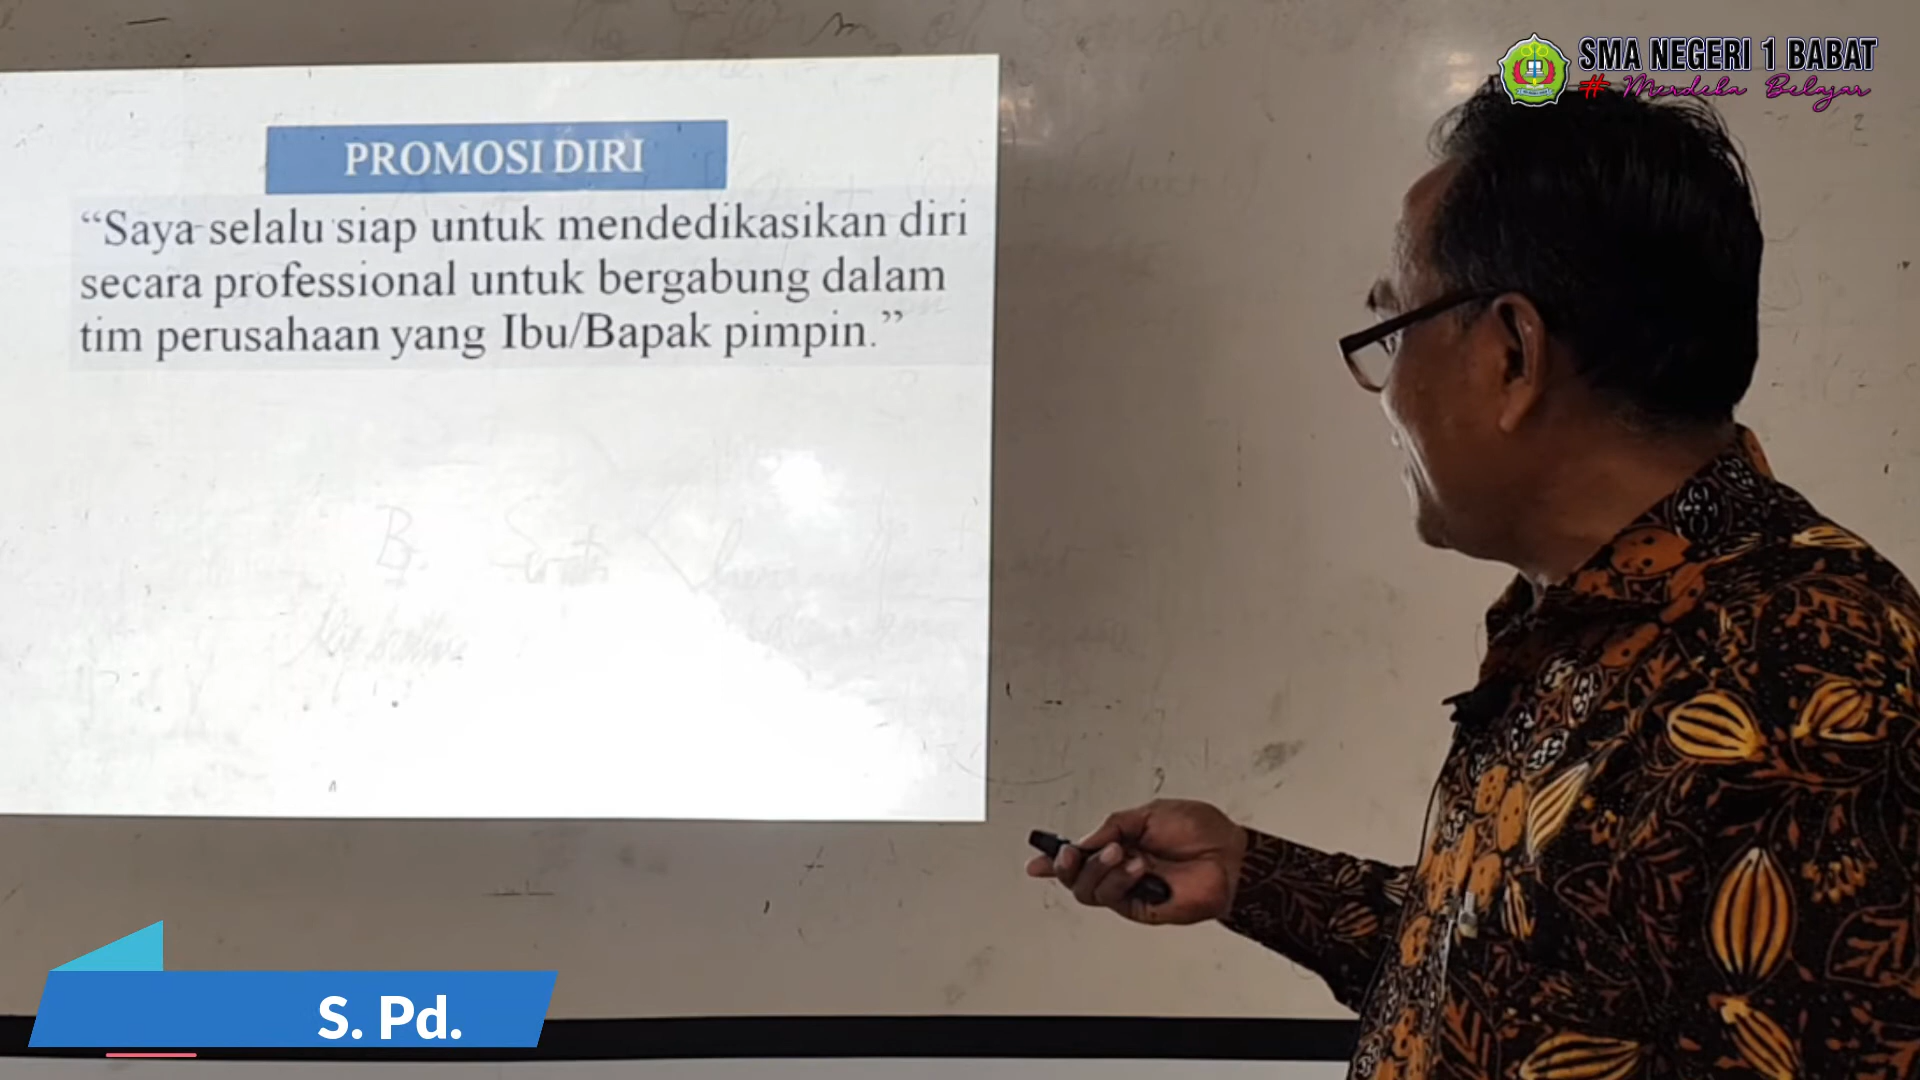 SMA NEGERI 1 BABAT
# Merdeka Belajar
PROMOSI DIRI
“Saya selalu siap untuk mendedikasikan diri
secara professional untuk bergabung dalam
tim perusahaan yang Ibu/Bapak pimpin.”
S. Pd.